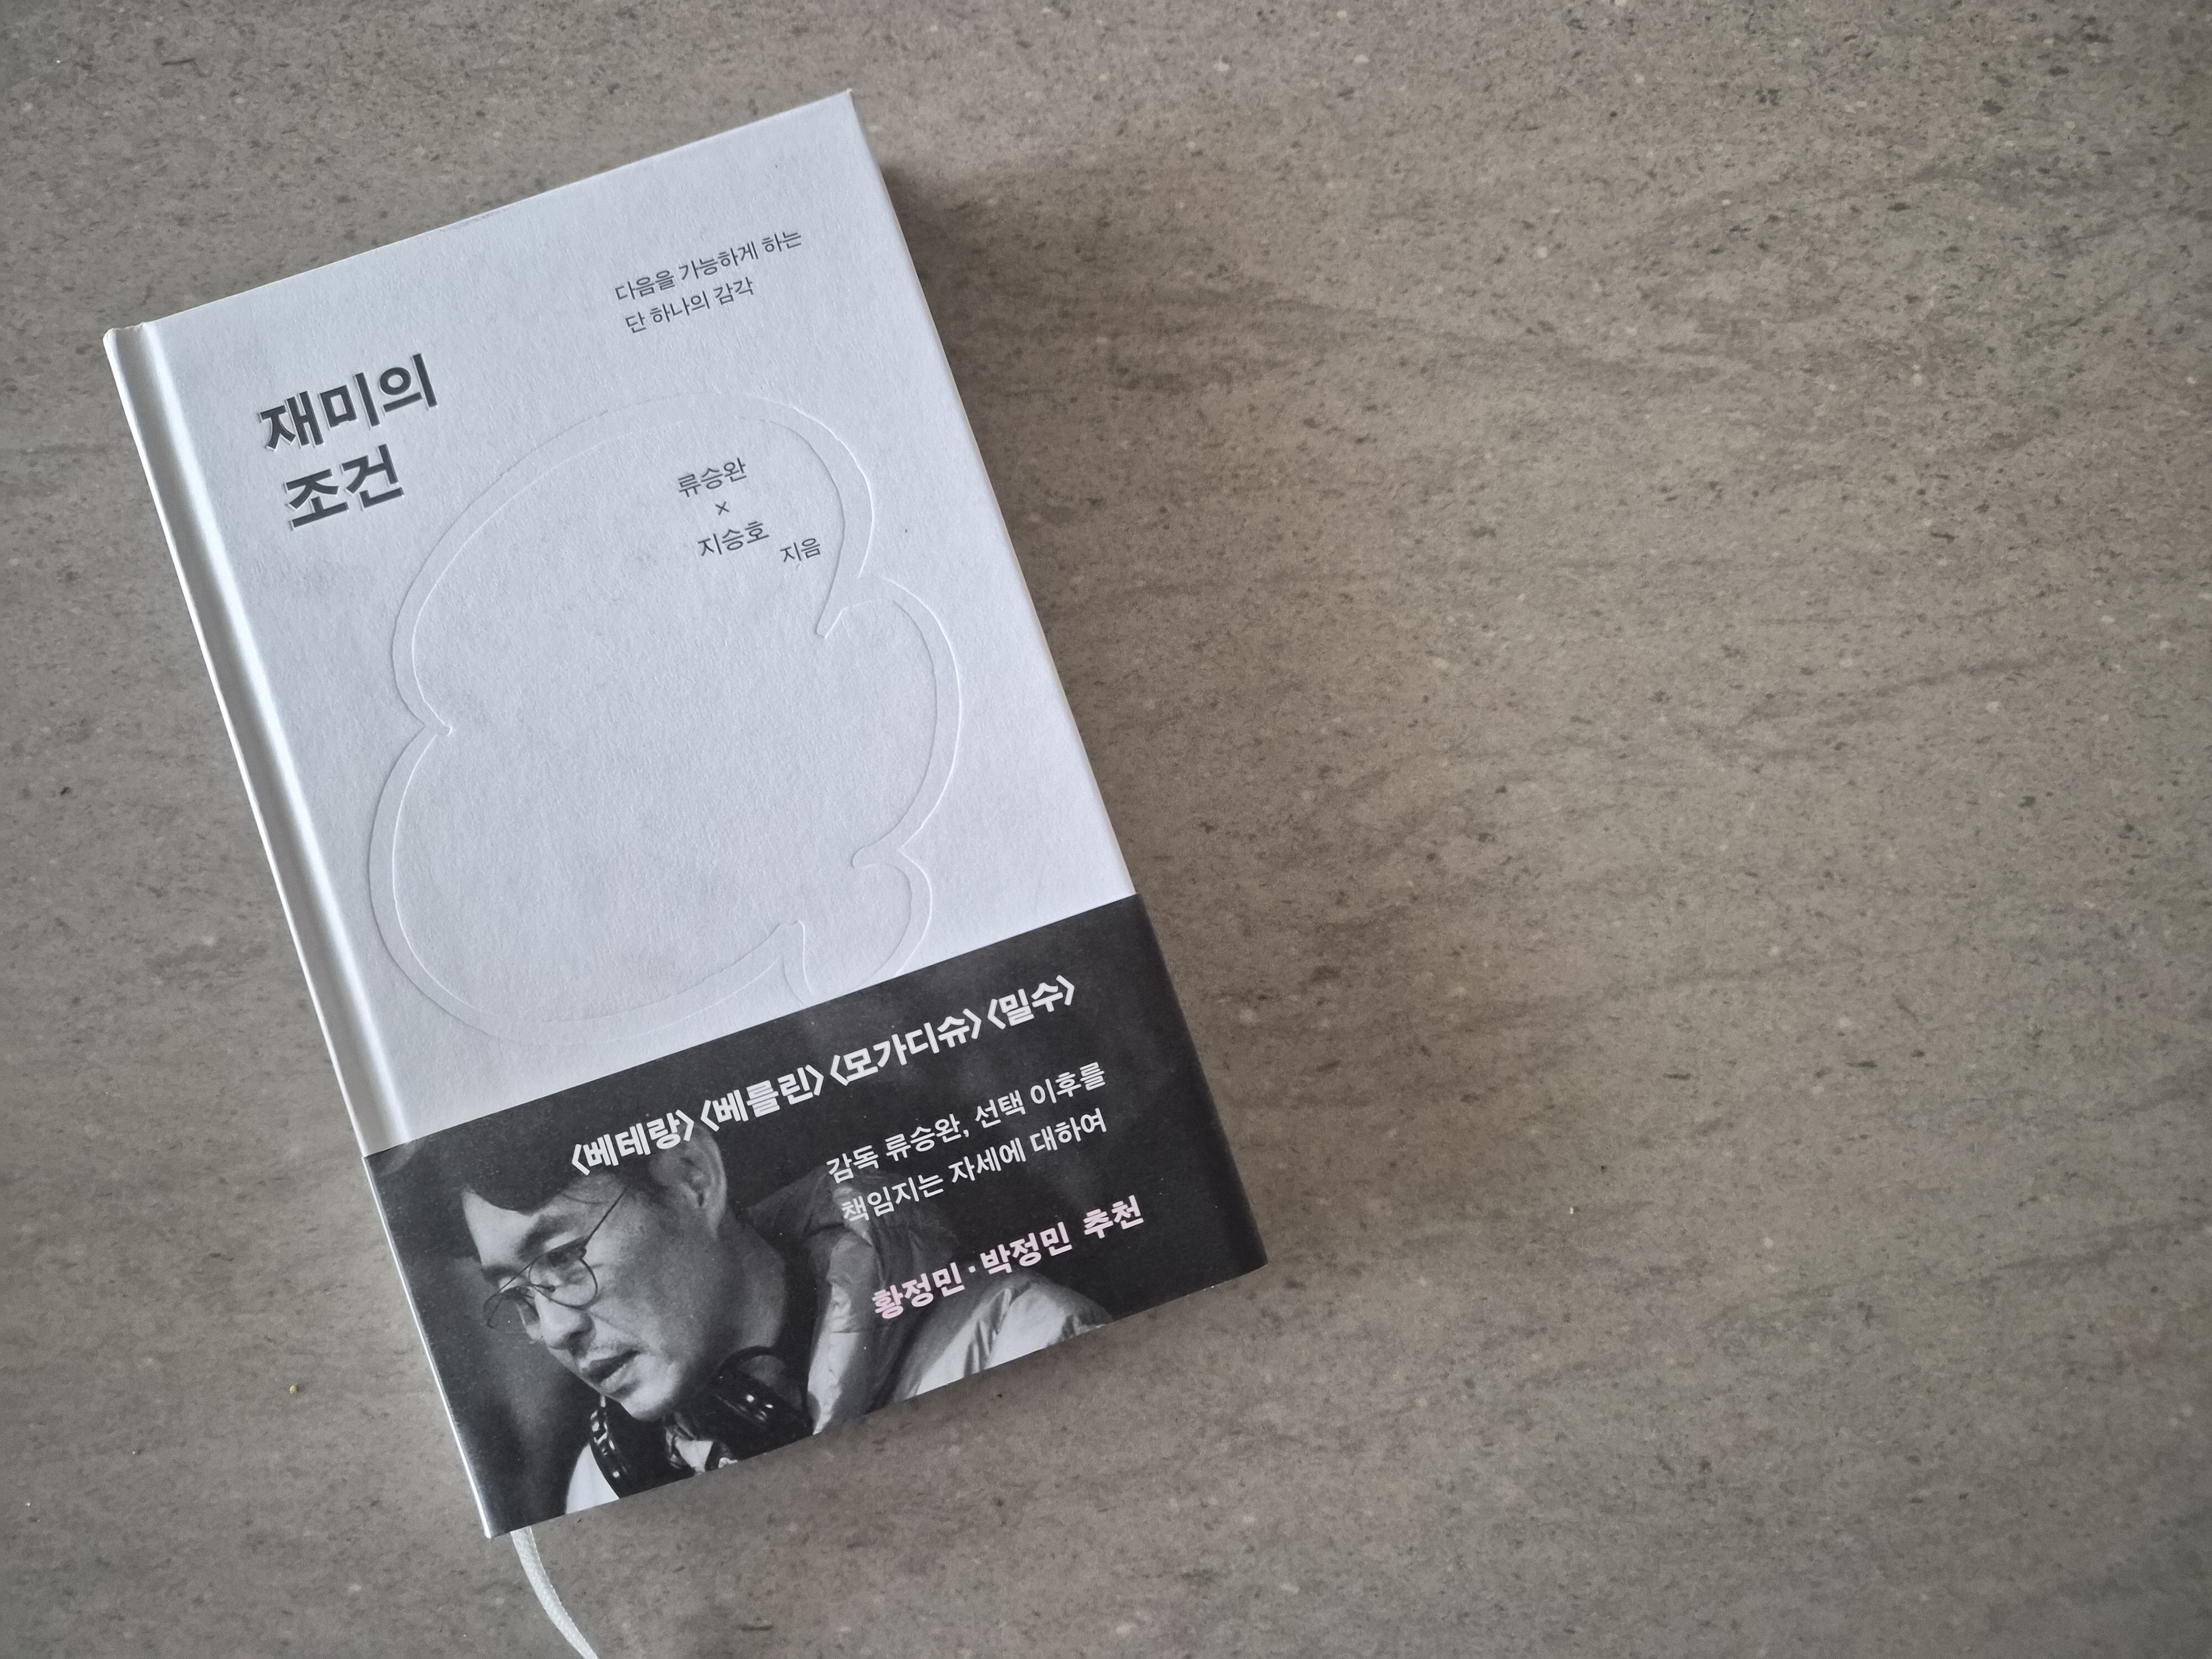 다음을 가능하게 하는
단 하나의 감각
재미의
조건
류승완
×
지승호
지음
<베테랑><베를린><모가디슈><밀수>
감독 류승완, 선택 이후를
책임지는 자세에 대하여
황정민·박정민 추천